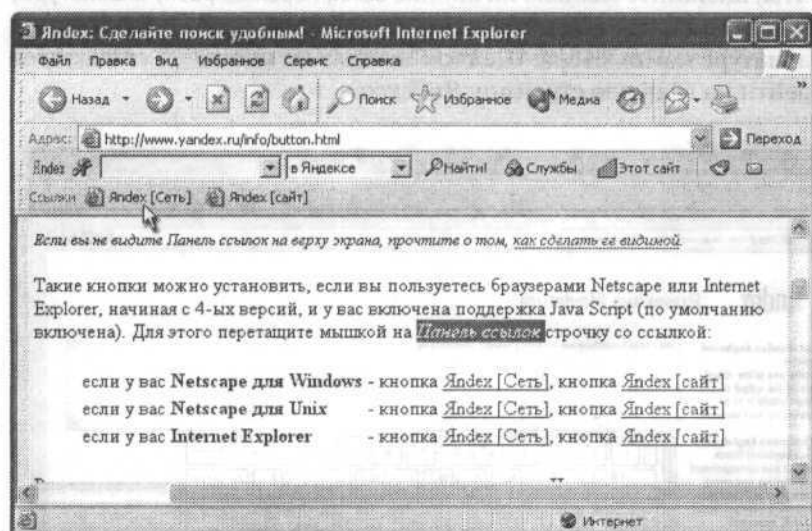 Яndex: Сделайте поиск удобным! - Microsoft Internet Explorer
Файл Правка Вид Избранное Сервис Справка
Назад Поиск Избранное Медиа »
Адрес: http://www.yandex.ru/info/button.html Переход
Яndex в Яндексе Найти! Службы Этот сайт
Ссылки Яndex [Сеть] Яndex [сайт]
Если вы не видите Панель ссылок на верху экрана, прочтите о том, как сделать ее видимой.
Такие кнопки можно установить, если вы пользуетесь браузерами Netscape или Internet
Explorer, начиная с 4-ых версий, и у вас включена поддержка Java Script (по умолчанию
включена). Для этого перетащите мышкой на Панель ссылок строчку со ссылкой:
если у вас Netscape для Windows - кнопка Яndex [Сеть], кнопка Яndex [сайт]
если у вас Netscape для Unix - кнопка Яndex [Сеть], кнопка Яndex [сайт]
если у вас Internet Explorer - кнопка Яndex [Сеть], кнопка Яndex [сайт]
Интернет